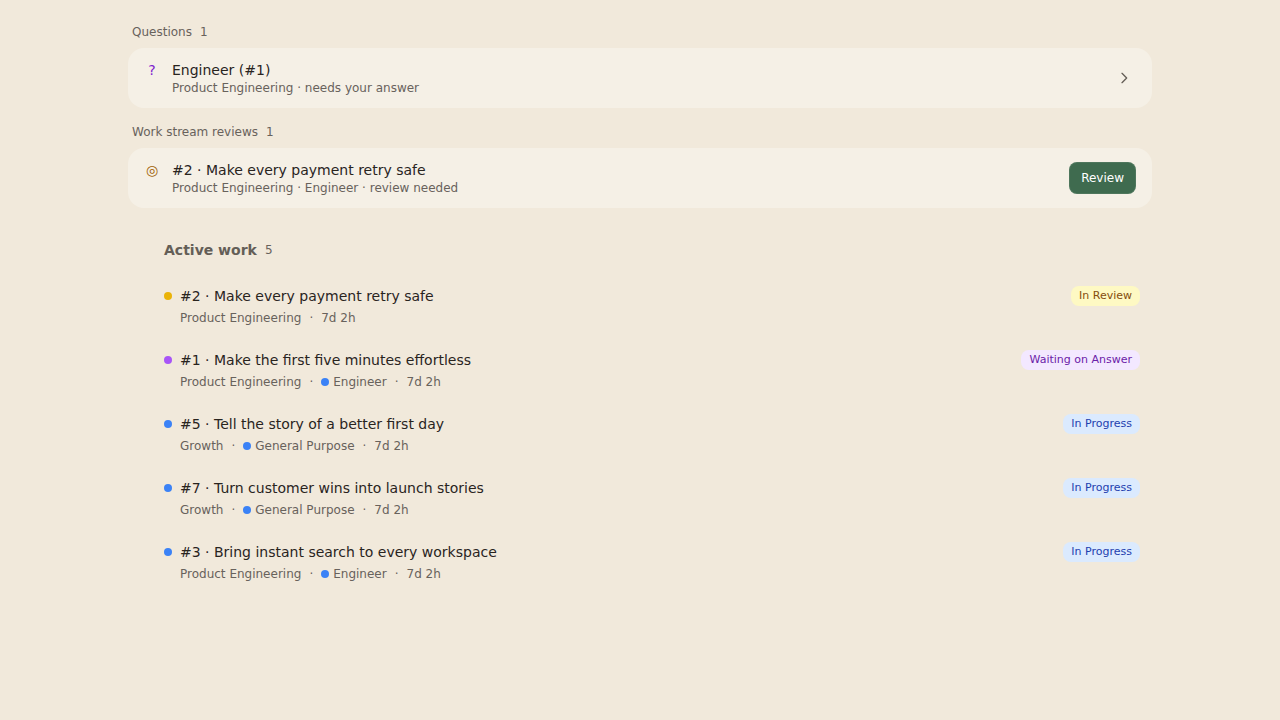 Questions 1
? Engineer (#1)
Product Engineering · needs your answer
Work stream reviews 1
#2 · Make every payment retry safe
Product Engineering · Engineer · review needed
Review
Active work 5
#2 · Make every payment retry safe
In Review
Product Engineering · 7d 2h
#1 · Make the first five minutes effortless
Waiting on Answer
Product Engineering · Engineer · 7d 2h
#5 · Tell the story of a better first day
In Progress
Growth · General Purpose · 7d 2h
#7 · Turn customer wins into launch stories
In Progress
Growth · General Purpose · 7d 2h
#3 · Bring instant search to every workspace
In Progress
Product Engineering · Engineer · 7d 2h